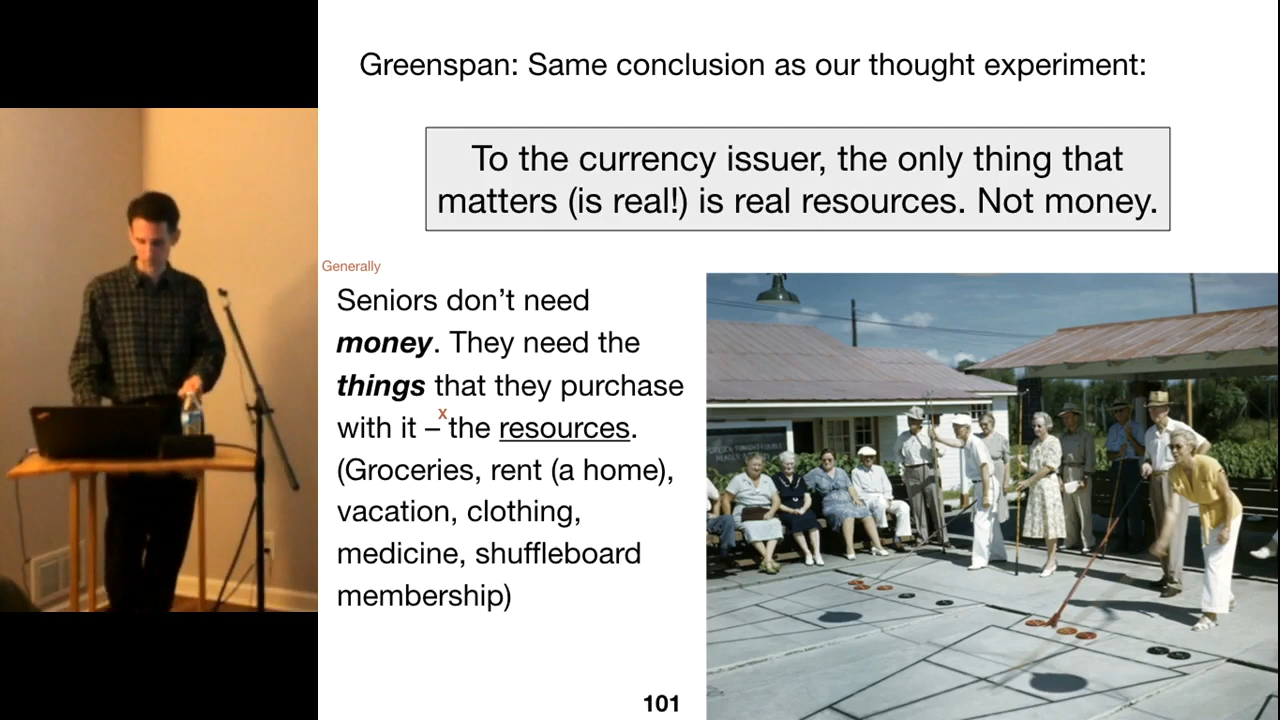 Greenspan: Same conclusion as our thought experiment:
To the currency issuer, the only thing that
matters (is real!) is real resources. Not money.
Generally
Seniors don’t need
money. They need the
things that they purchase
x
with it – the resources.
(Groceries, rent (a home),
vacation, clothing,
medicine, shuffleboard
membership)
101